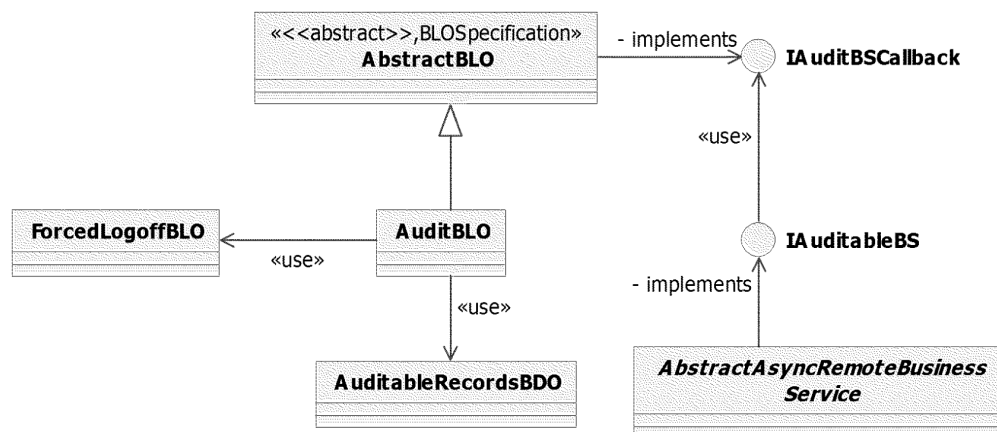 «<<abstract>>,BLOSpecification»
AbstractBLO
- implements
IAuditBSCallback
«use»
ForcedLogoffBLO
AuditBLO
«use»
IAuditableBS
- implements
«use»
AuditableRecordsBDO
AbstractAsyncRemoteBusiness
Service